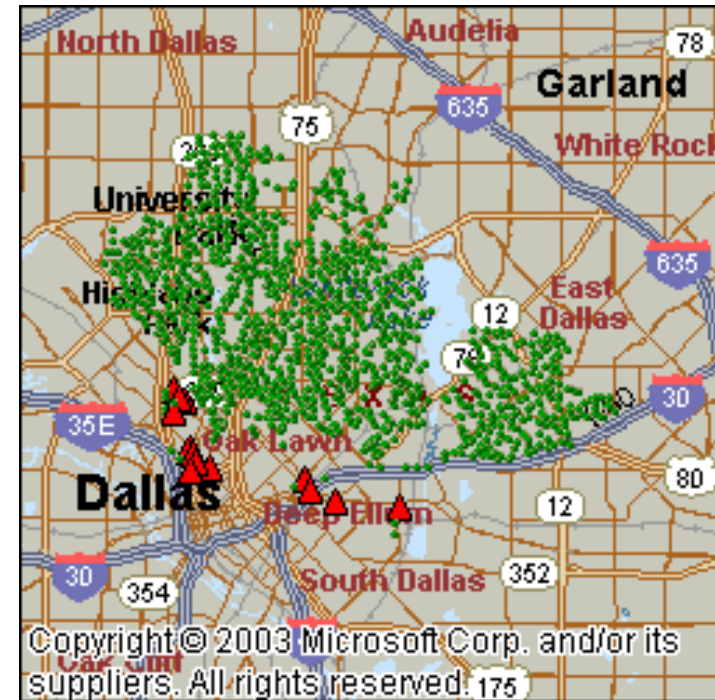 North Dallas
Audelia
78
Garland
635
75
White Rock
University
Park
635
East
Dallas
12
30
35E
Oak Lawn
80
Dallas
12
Deep Ellum
30
South Dallas
352
354
Copyright © 2003 Microsoft Corp. and/or its
suppliers. All rights reserved.
175